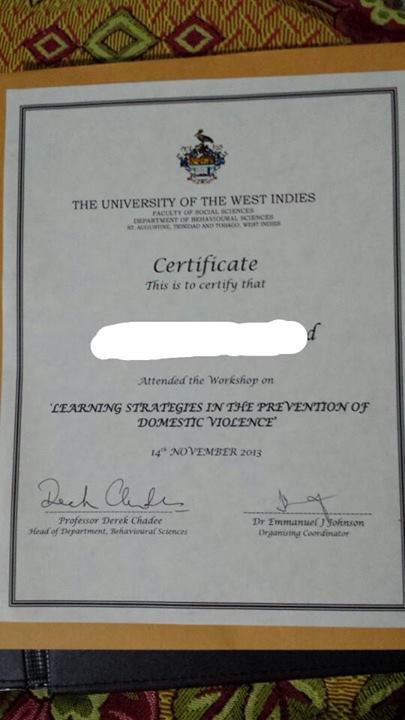 THE UNIVERSITY OF THE WEST INDIES
FACULTY OF SOCIAL SCIENCES
DEPARTMENT OF BEHAVIOURAL SCIENCES
ST. AUGUSTINE, TRINIDAD AND TOBAGO, WEST INDIES
Certificate
This is to certify that
d
Attended the Workshop on
'LEARNING STRATEGIES IN THE PREVENTION OF
DOMESTIC VIOLENCE'
14th NOVEMBER 2013
Professor Derek Chadee
Head of Department, Behavioural Sciences
Dr Emmanuel J Johnson
Organising Coordinator